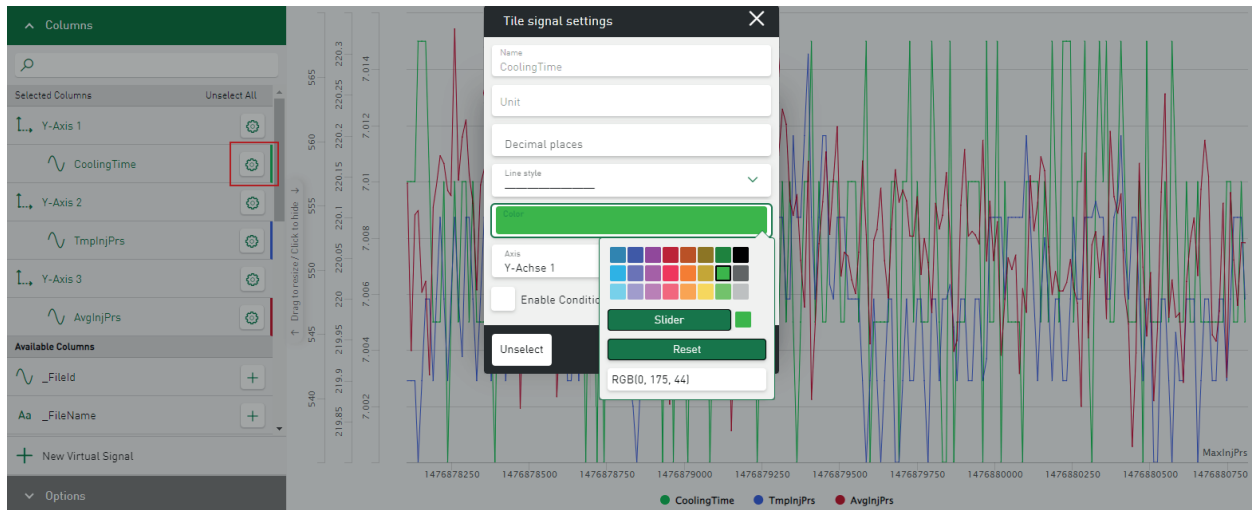 Columns
Selected Columns
Unselect All
Y-Axis 1
CoolingTime
Y-Axis 2
TmpInjPrs
Y-Axis 3
AvgInjPrs
Available Columns
_FileId
Aa _FileName
New Virtual Signal
Options
← Drag to resize / Click to hide →
565
560
555
550
545
540
220.3
220.25
220.2
220.15
220.1
220.05
220
219.95
219.9
219.85
7.014
7.012
7.01
7.008
7.006
7.004
7.002
Tile signal settings
Name
CoolingTime
Unit
Decimal places
Line style
Color
Axis
Y-Achse 1
Enable Conditio
Unselect
Slider
Reset
RGB(0, 175, 44)
MaxInjPrs
1476878250
1476878500
1476878750
1476879000
1476879250
1476879500
1476879750
1476880000
1476880250
1476880500
1476880750
CoolingTime
TmpInjPrs
AvgInjPrs